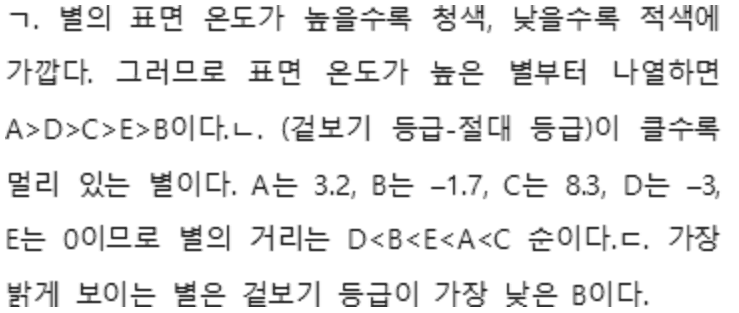 ㄱ. 별의 표면 온도가 높을수록 청색, 낮을수록 적색에
가깝다. 그러므로 표면 온도가 높은 별부터 나열하면
A>D>C>E>B이다.ㄴ. (겉보기 등급-절대 등급)이 클수록
멀리 있는 별이다. A는 3.2, B는 –1.7, C는 8.3, D는 –3,
E는 0이므로 별의 거리는 D<B<E<A<C 순이다.ㄷ. 가장
밝게 보이는 별은 겉보기 등급이 가장 낮은 B이다.